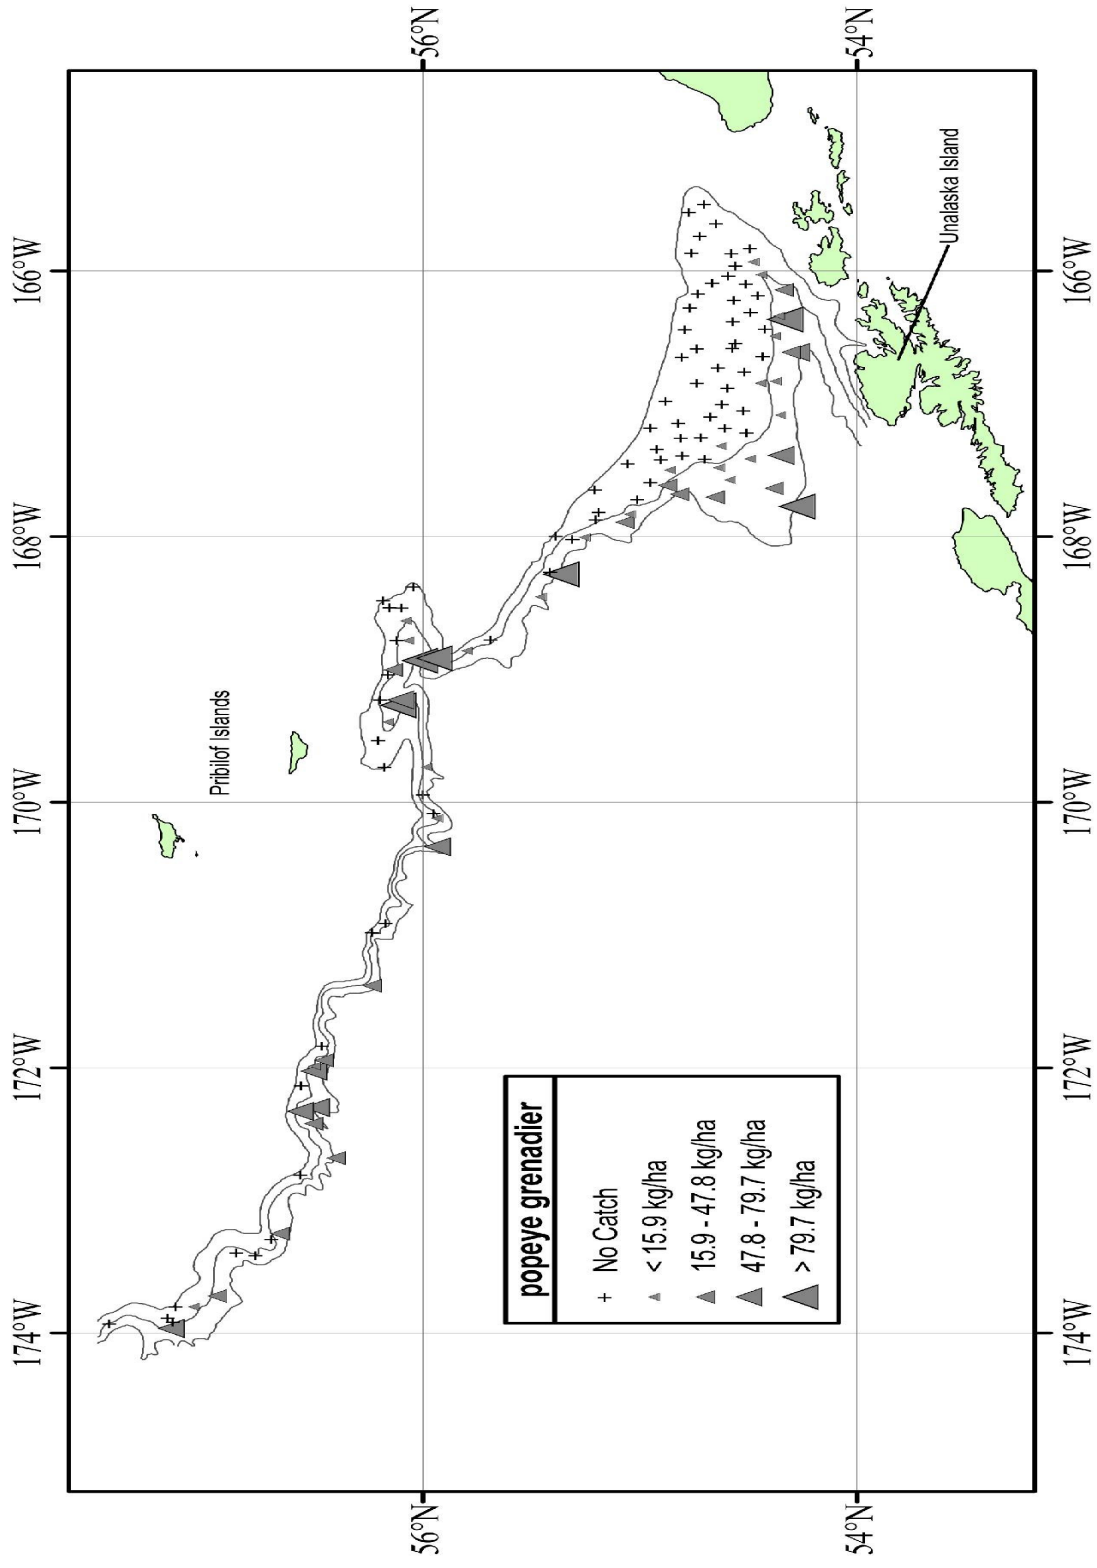 174°W
172°W
170°W
168°W
166°W
56°N
56°N
Pribilof Islands
popeye grenadier
No Catch
< 15.9 kg/ha
15.9 - 47.8 kg/ha
47.8 - 79.7 kg/ha
> 79.7 kg/ha
54°N
54°N
Unalaska Island
174°W
172°W
170°W
168°W
166°W